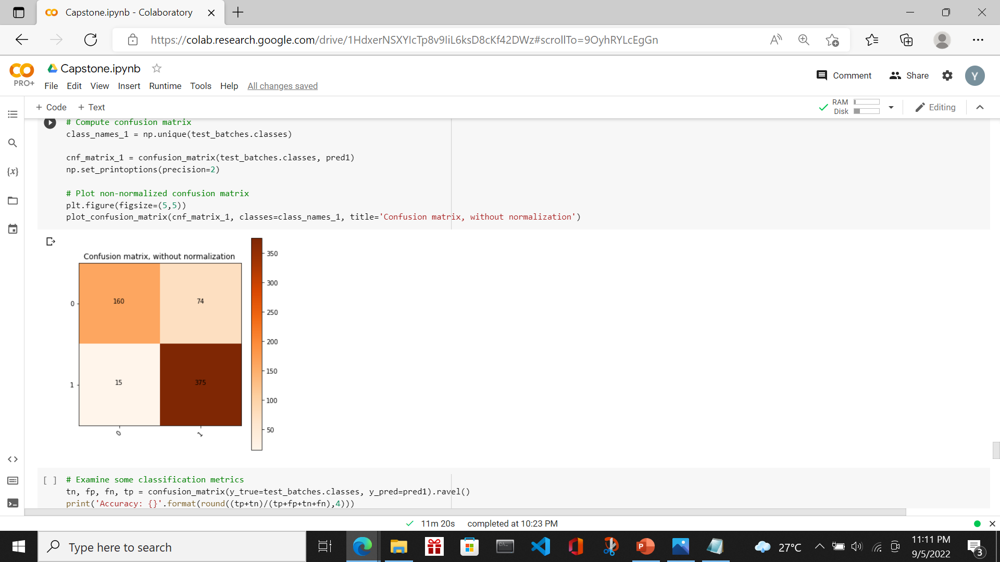 Capstone.ipynb - Colaboratory
https://colab.research.google.com/drive/1HdxerNSXYIcTp8v9IiL6ksD8cKf42DWz#scrollTo=9OyhRYLcEgGn
PRO+
Capstone.ipynb
File Edit View Insert Runtime Tools Help All changes saved
Comment Share Y
+ Code + Text
RAM
Disk
Editing
# Compute confusion matrix
class_names_1 = np.unique(test_batches.classes)
cnf_matrix_1 = confusion_matrix(test_batches.classes, pred1)
np.set_printoptions(precision=2)
# Plot non-normalized confusion matrix
plt.figure(figsize=(5,5))
plot_confusion_matrix(cnf_matrix_1, classes=class_names_1, title='Confusion matrix, without normalization')
{x}
Confusion matrix, without normalization
0
160 74
1
15 375
0 1
350
300
250
200
150
100
50
[ ] # Examine some classification metrics
tn, fp, fn, tp = confusion_matrix(y_true=test_batches.classes, y_pred=pred1).ravel()
print('Accuracy: {}'.format(round((tp+tn)/(tp+fp+tn+fn),4)))
11m 20s completed at 10:23 PM
Type here to search
27°C
11:11 PM
9/5/2022
3